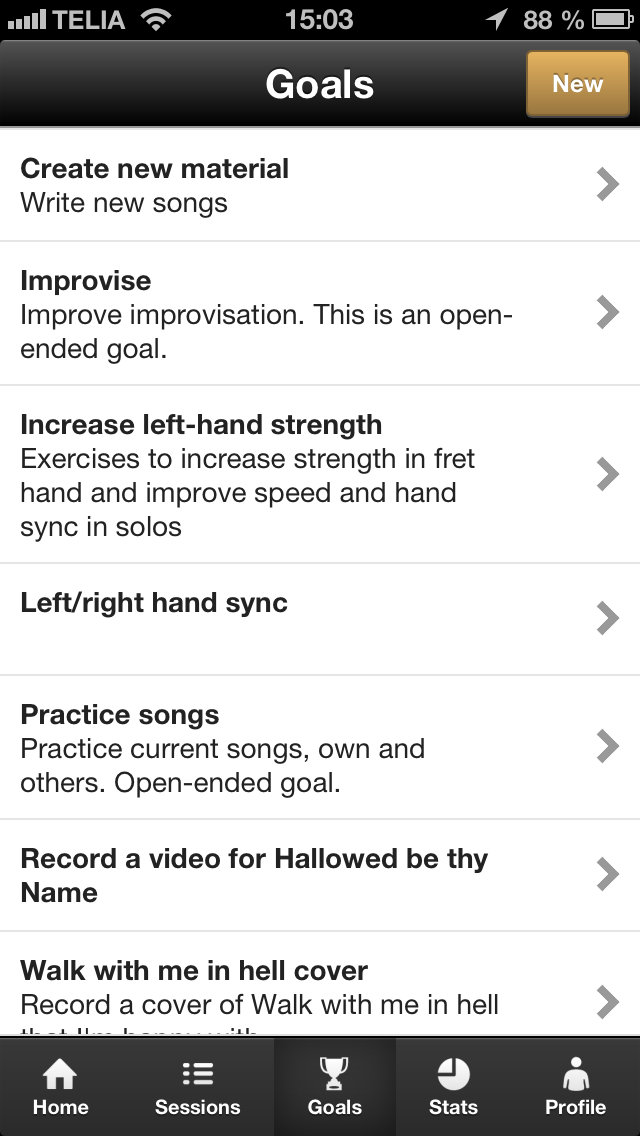 TELIA 15:03 88 %
Goals
New
Create new material
Write new songs
Improvise
Improve improvisation. This is an open-
ended goal.
Increase left-hand strength
Exercises to increase strength in fret
hand and improve speed and hand
sync in solos
Left/right hand sync
Practice songs
Practice current songs, own and
others. Open-ended goal.
Record a video for Hallowed be thy
Name
Walk with me in hell cover
Record a cover of Walk with me in hell
that I'm happy with
Home Sessions Goals Stats Profile